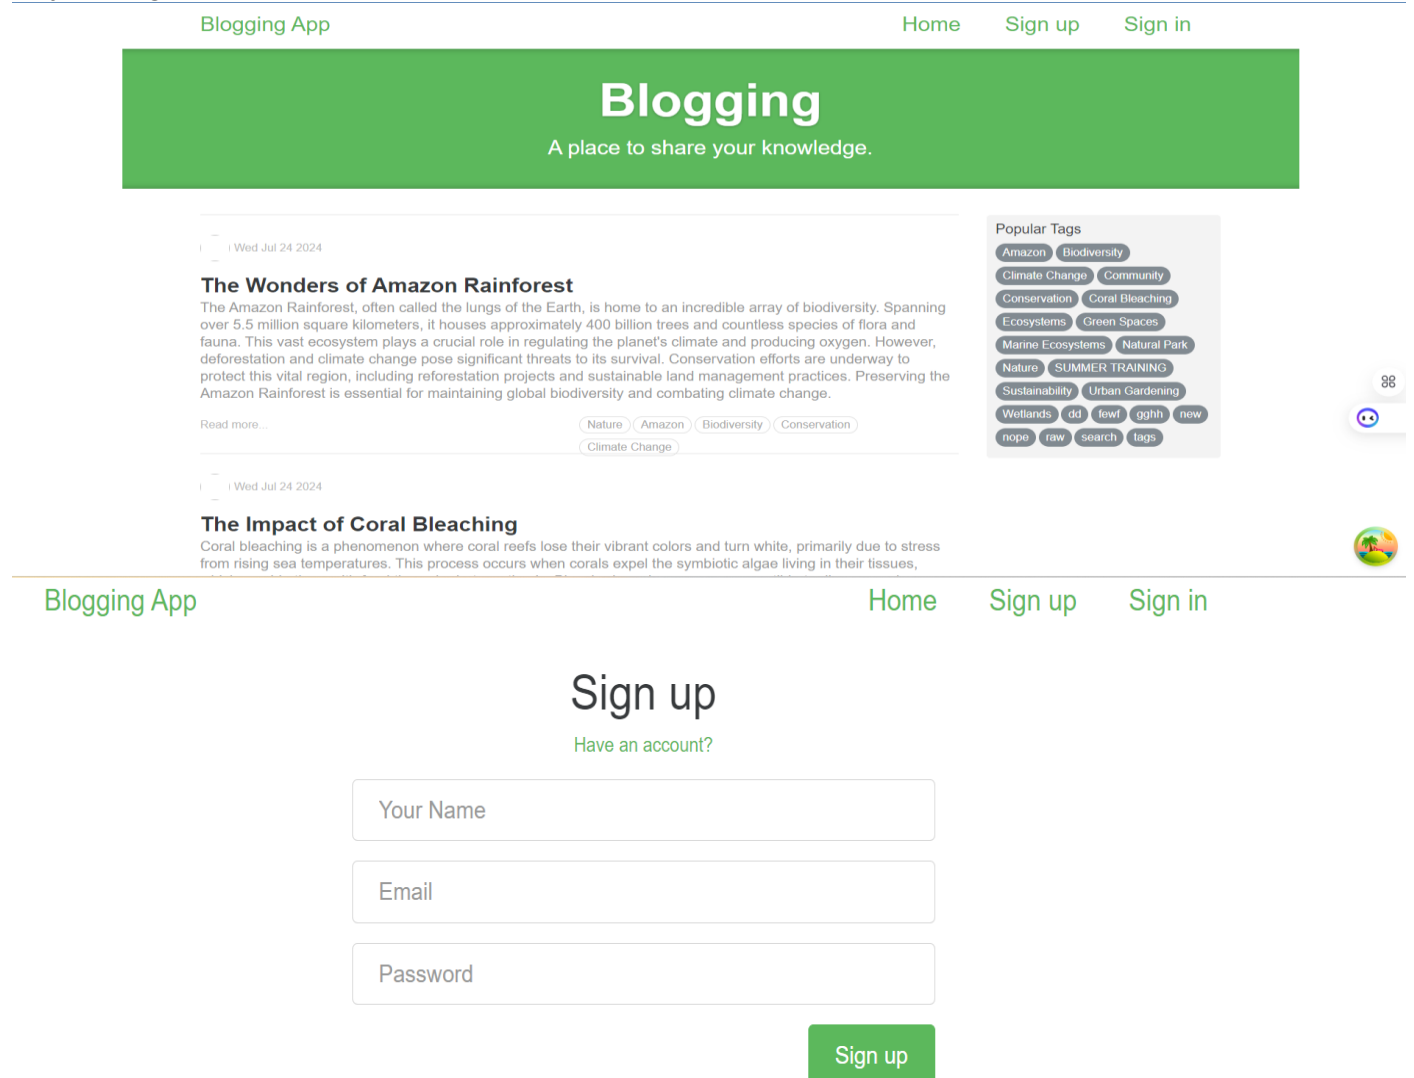 Blogging App Home Sign up Sign in
Blogging
A place to share your knowledge.
Wed Jul 24 2024
The Wonders of Amazon Rainforest
The Amazon Rainforest, often called the lungs of the Earth, is home to an incredible array of biodiversity. Spanning
over 5.5 million square kilometers, it houses approximately 400 billion trees and countless species of flora and
fauna. This vast ecosystem plays a crucial role in regulating the planet's climate and producing oxygen. However,
deforestation and climate change pose significant threats to its survival. Conservation efforts are underway to
protect this vital region, including reforestation projects and sustainable land management practices. Preserving the
Amazon Rainforest is essential for maintaining global biodiversity and combating climate change.
Read more... Nature Amazon Biodiversity Conservation
Climate Change
Wed Jul 24 2024
The Impact of Coral Bleaching
Coral bleaching is a phenomenon where coral reefs lose their vibrant colors and turn white, primarily due to stress
from rising sea temperatures. This process occurs when corals expel the symbiotic algae living in their tissues,
Popular Tags
Amazon Biodiversity
Climate Change Community
Conservation Coral Bleaching
Ecosystems Green Spaces
Marine Ecosystems Natural Park
Nature SUMMER TRAINING
Sustainability Urban Gardening
Wetlands dd fewf gghh new
nope raw search tags
Blogging App Home Sign up Sign in
Sign up
Have an account?
Your Name
Email
Password
Sign up